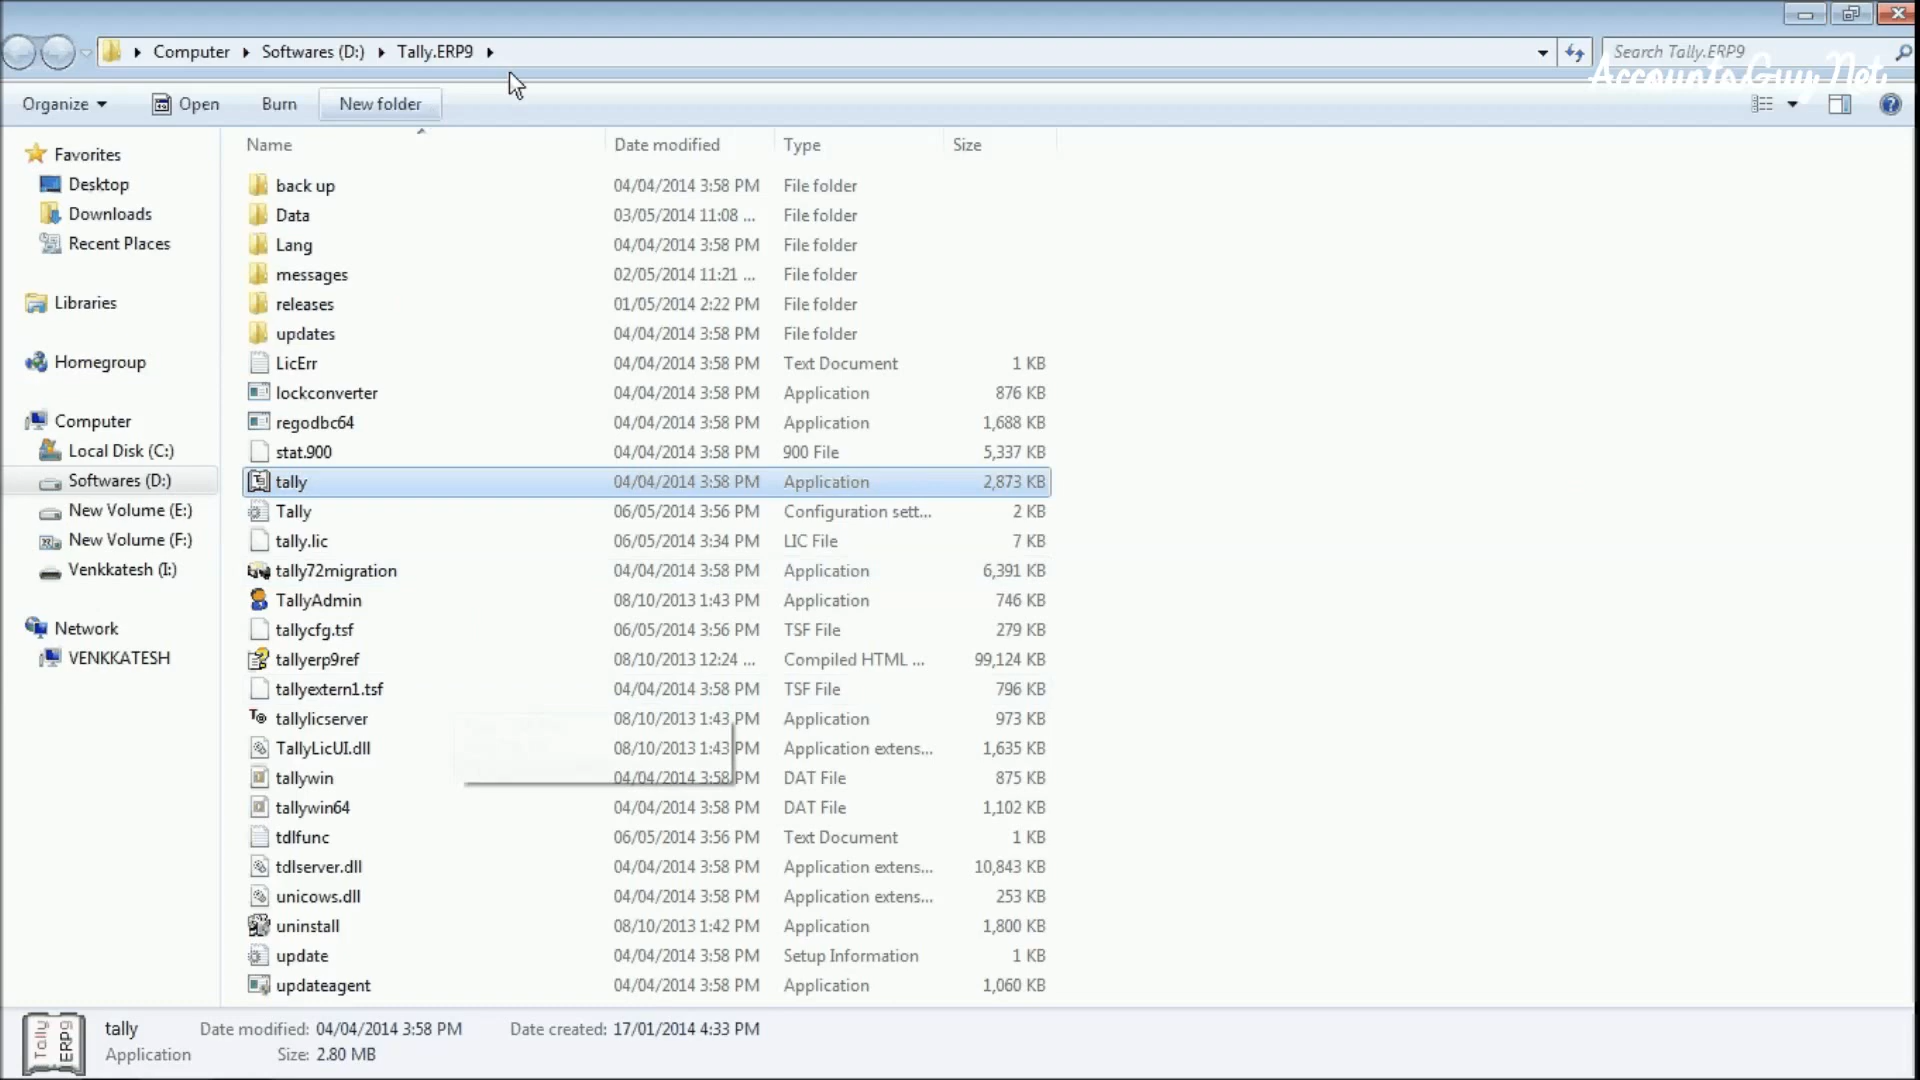 Computer Softwares (D:) Tally.ERP9 Search Tally.ERP9
AccountsGuy.Net
Organize Open Burn New folder
Name Date modified Type Size
Favorites
Desktop
Downloads
Recent Places
Libraries
Homegroup
Computer
Local Disk (C:)
Softwares (D:)
New Volume (E:)
New Volume (F:)
Venkkatesh (I:)
Network
VENKKATESH
back up 04/04/2014 3:58 PM File folder
Data 03/05/2014 11:08 ... File folder
Lang 04/04/2014 3:58 PM File folder
messages 02/05/2014 11:21 ... File folder
releases 01/05/2014 2:22 PM File folder
updates 04/04/2014 3:58 PM File folder
LicErr 04/04/2014 3:58 PM Text Document 1 KB
lockconverter 04/04/2014 3:58 PM Application 876 KB
regodbc64 04/04/2014 3:58 PM Application 1,688 KB
stat.900 04/04/2014 3:58 PM 900 File 5,337 KB
tally 04/04/2014 3:58 PM Application 2,873 KB
Tally 06/05/2014 3:56 PM Configuration sett... 2 KB
tally.lic 06/05/2014 3:34 PM LIC File 7 KB
tally72migration 04/04/2014 3:58 PM Application 6,391 KB
TallyAdmin 08/10/2013 1:43 PM Application 746 KB
tallycfg.tsf 06/05/2014 3:56 PM TSF File 279 KB
tallyerp9ref 08/10/2013 12:24 ... Compiled HTML ... 99,124 KB
tallyextern1.tsf 04/04/2014 3:58 PM TSF File 796 KB
tallylicserver 08/10/2013 1:43 PM Application 973 KB
TallyLicUI.dll 08/10/2013 1:43 PM Application extens... 1,635 KB
tallywin 04/04/2014 3:58 PM DAT File 875 KB
tallywin64 04/04/2014 3:58 PM DAT File 1,102 KB
tdlfunc 06/05/2014 3:56 PM Text Document 1 KB
tdlserver.dll 04/04/2014 3:58 PM Application extens... 10,843 KB
unicows.dll 04/04/2014 3:58 PM Application extens... 253 KB
uninstall 08/10/2013 1:42 PM Application 1,800 KB
update 04/04/2014 3:58 PM Setup Information 1 KB
updateagent 04/04/2014 3:58 PM Application 1,060 KB
Tally ERP9
tally Date modified: 04/04/2014 3:58 PM Date created: 17/01/2014 4:33 PM
Application Size: 2.80 MB